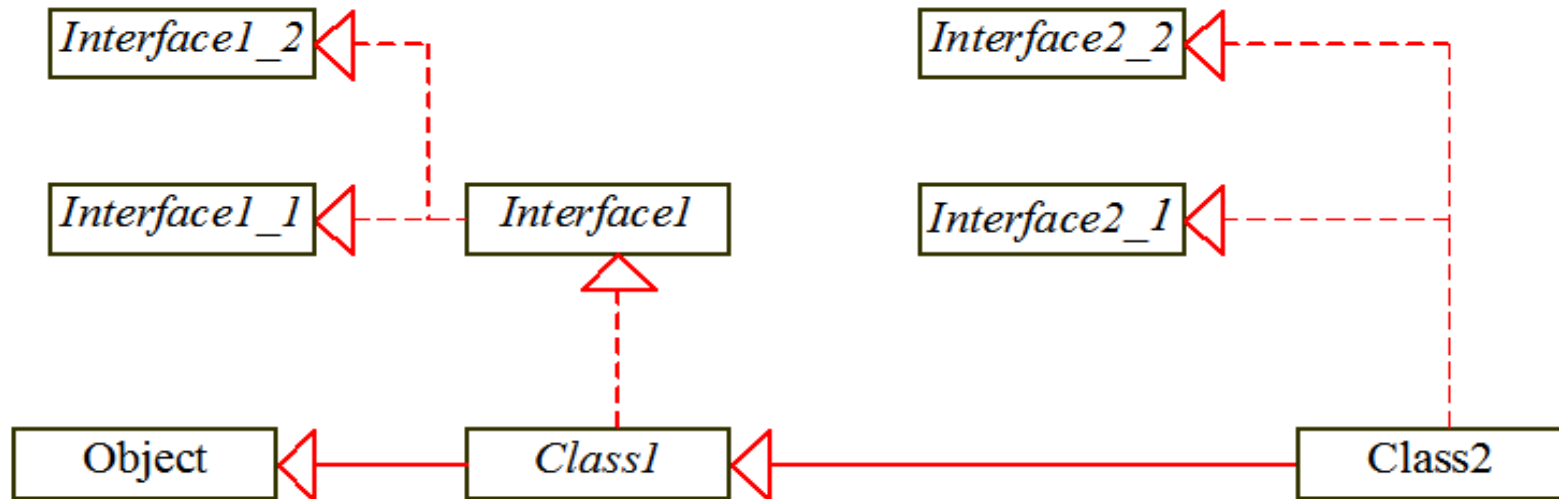 Interface1_2
Interface2_2
Interface1_1
Interface1
Interface2_1
Object
Class1
Class2